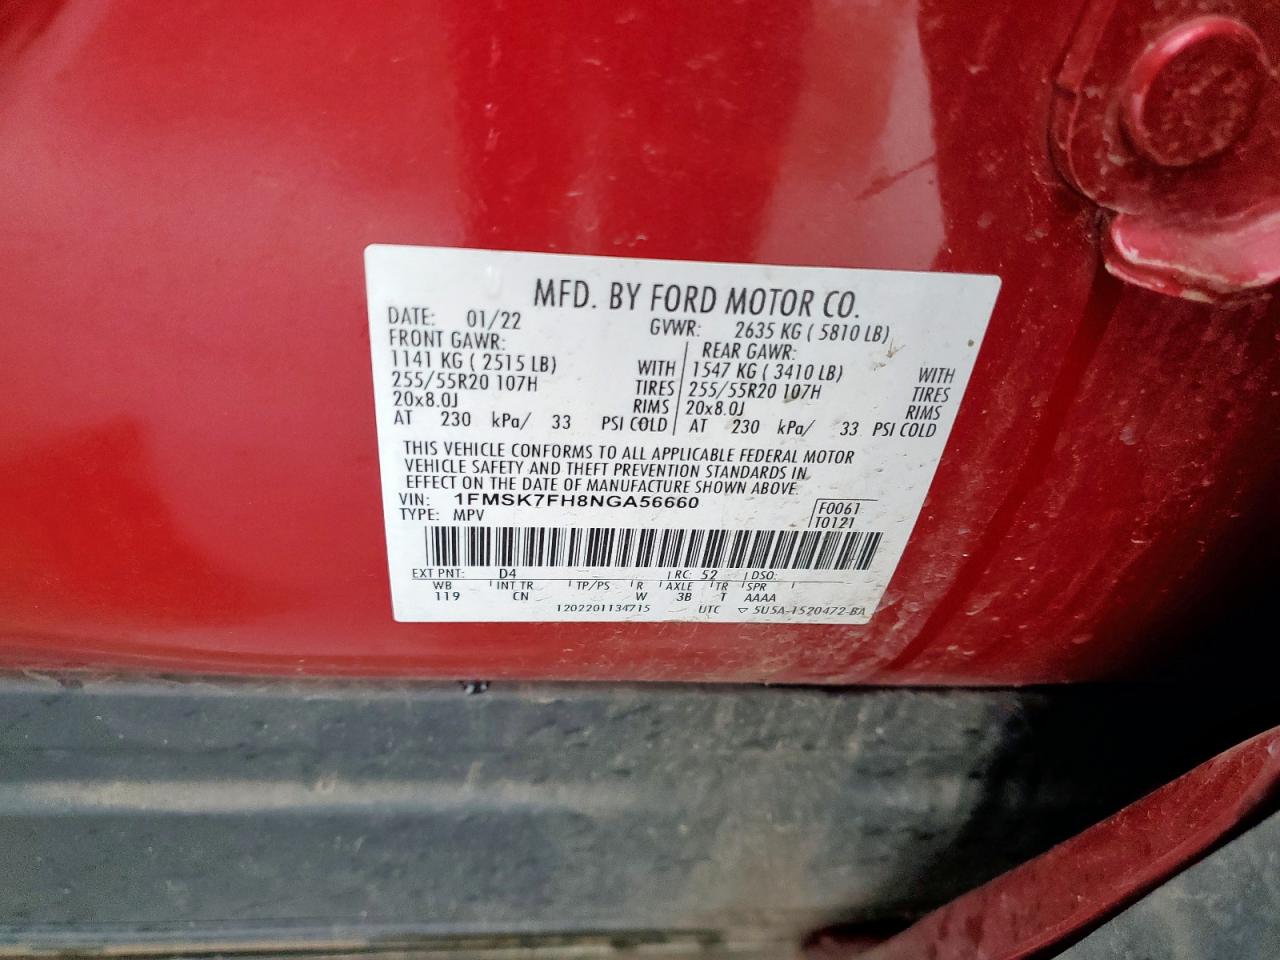 MFD. BY FORD MOTOR CO.
DATE: 01/22 GVWR: 2635 KG ( 5810 LB)
FRONT GAWR: REAR GAWR:
1141 KG ( 2515 LB) WITH 1547 KG ( 3410 LB) WITH
255/55R20 107H TIRES 255/55R20 107H TIRES
20x8.0J RIMS 20x8.0J RIMS
AT 230 kPa/ 33 PSI COLD AT 230 kPa/ 33 PSI COLD
THIS VEHICLE CONFORMS TO ALL APPLICABLE FEDERAL MOTOR
VEHICLE SAFETY AND THEFT PREVENTION STANDARDS IN
EFFECT ON THE DATE OF MANUFACTURE SHOWN ABOVE.
VIN: 1FMSK7FH8NGA56660 F0061
TYPE: MPV T0121
EXT PNT: D4 RC: 52 DSO:
WB INT TR TP/PS R AXLE TR SPR
119 CN W 3B T AAAA
1202201134715 UTC ▽ 5U5A-1520472-BA